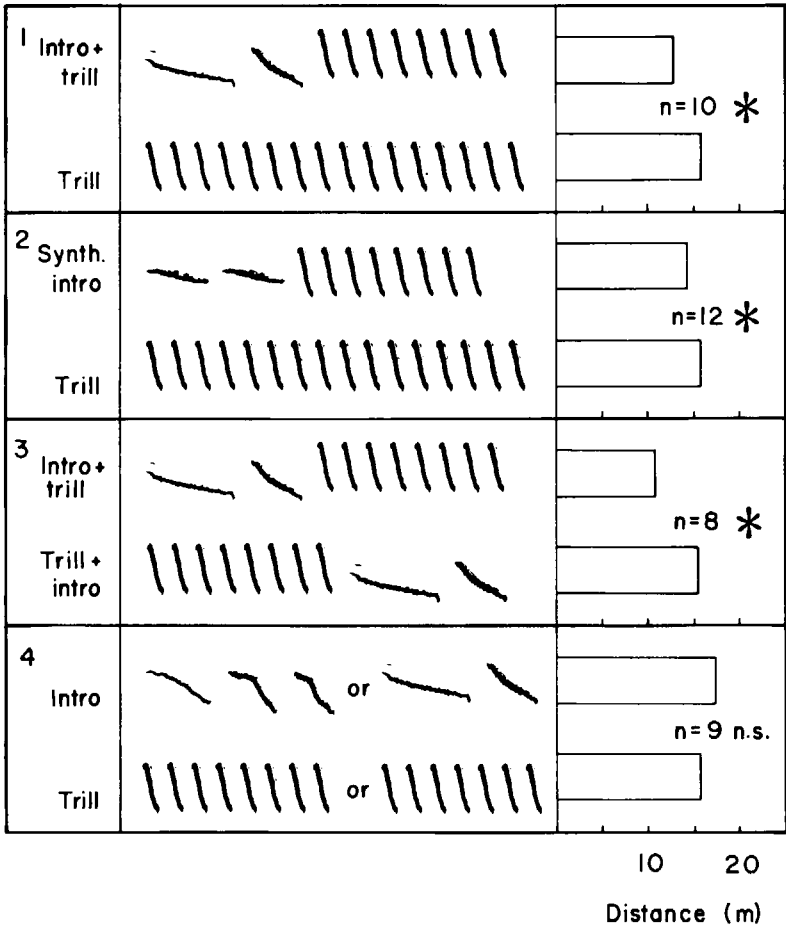 1 Intro +
trill
n=10 *
Trill
2 Synth.
intro
n=12 *
Trill
3 Intro +
trill
n=8 *
Trill +
intro
4
Intro
or
n=9 n.s.
Trill
or
10 20
Distance (m)